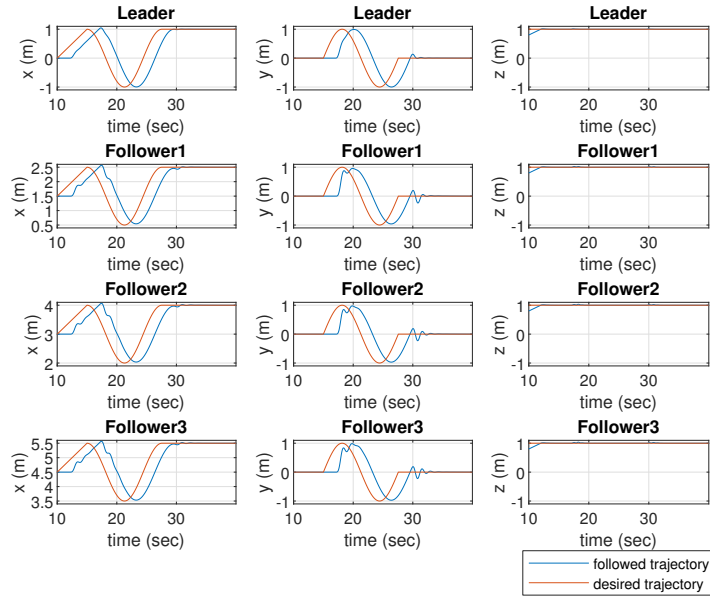 Leader
Leader
Leader
1
0
-1
x (m)
10
20
30
time (sec)
1
0
-1
y (m)
10
20
30
time (sec)
1
0
-1
z (m)
10
20
30
time (sec)
Follower1
Follower1
Follower1
2.5
1.5
1
0.5
x (m)
10
20
30
time (sec)
1
0
-1
y (m)
10
20
30
time (sec)
1
0
-1
z (m)
10
20
30
time (sec)
Follower2
Follower2
Follower2
4
3
2
x (m)
10
20
30
time (sec)
1
0
-1
y (m)
10
20
30
time (sec)
1
0
-1
z (m)
10
20
30
time (sec)
Follower3
Follower3
Follower3
5.5
4.5
3.5
x (m)
10
20
30
time (sec)
1
0
-1
y (m)
10
20
30
time (sec)
1
0
-1
z (m)
10
20
30
time (sec)
followed trajectory
desired trajectory